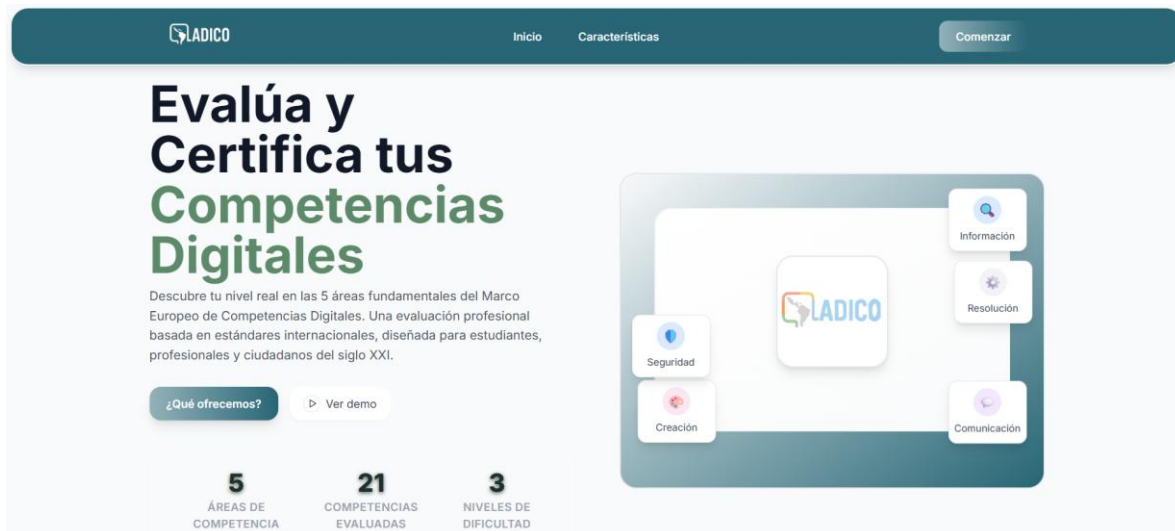 LADICO
Inicio
Características
Comenzar
Evalúa y
Certifica tus
Competencias
Digitales
Descubre tu nivel real en las 5 áreas fundamentales del Marco
Europeo de Competencias Digitales. Una evaluación profesional
basada en estándares internacionales, diseñada para estudiantes,
profesionales y ciudadanos del siglo XXI.
¿Qué ofrecemos?
Ver demo
5
ÁREAS DE
COMPETENCIA
21
COMPETENCIAS
EVALUADAS
3
NIVELES DE
DIFICULTAD
Información
Resolución
LADICO
Seguridad
Creación
Comunicación